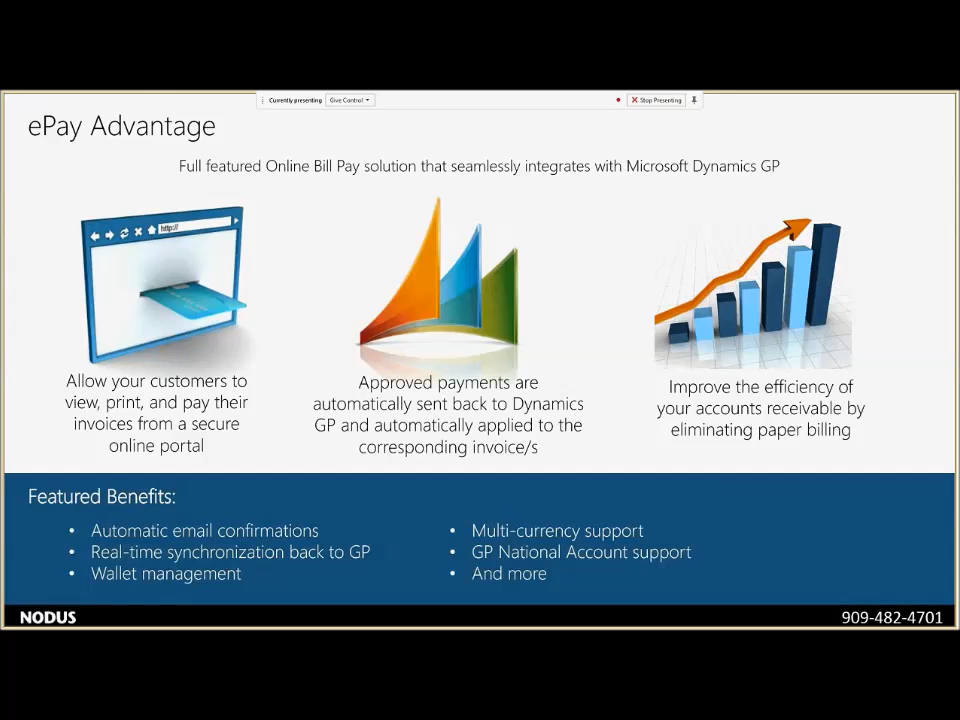 Currently presenting Give Control Stop Presenting
ePay Advantage
Full featured Online Bill Pay solution that seamlessly integrates with Microsoft Dynamics GP
http://
Allow your customers to
view, print, and pay their
invoices from a secure
online portal
Approved payments are
automatically sent back to Dynamics
GP and automatically applied to the
corresponding invoice/s
Improve the efficiency of
your accounts receivable by
eliminating paper billing
Featured Benefits:
• Automatic email confirmations
• Real-time synchronization back to GP
• Wallet management
• Multi-currency support
• GP National Account support
• And more
NODUS
909-482-4701